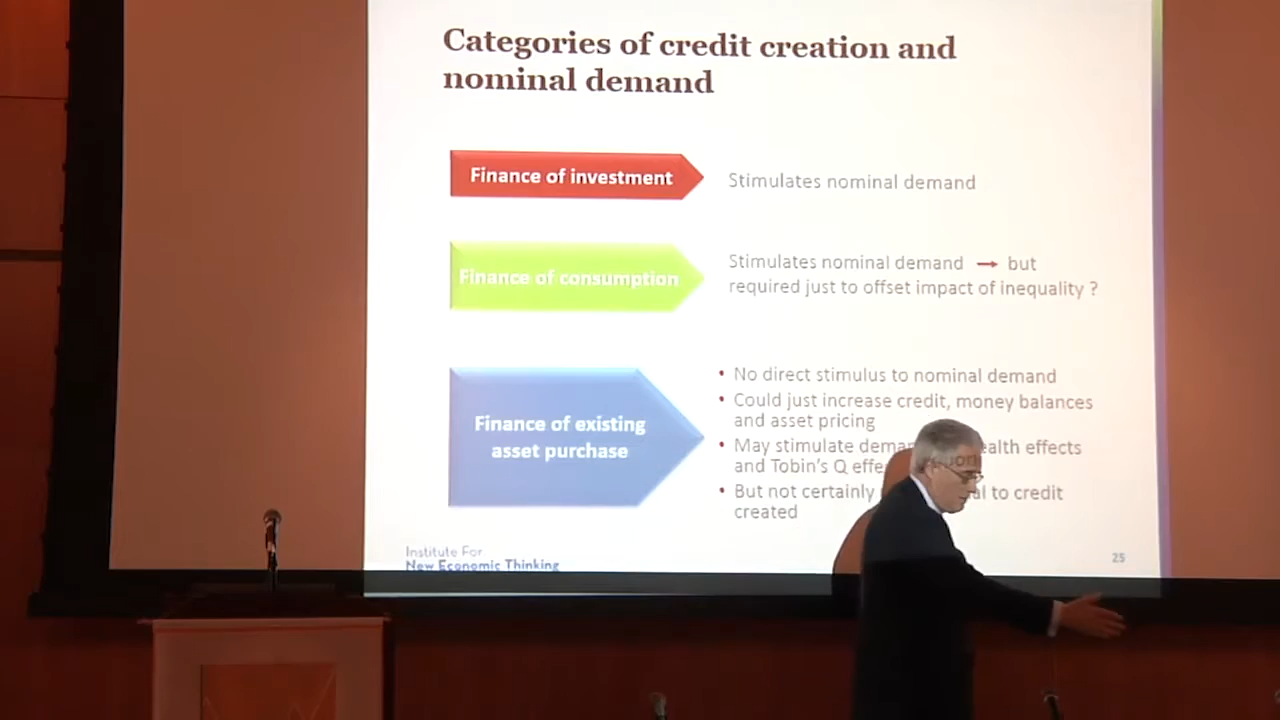 Categories of credit creation and
nominal demand
Finance of investment
Stimulates nominal demand
Finance of consumption
Stimulates nominal demand → but
required just to offset impact of inequality ?
Finance of existing
asset purchase
• No direct stimulus to nominal demand
• Could just increase credit, money balances
and asset pricing
• May stimulate effects
and Tobin's Q
• But not certainly to credit
created
Institute For
New Economic Thinking
25